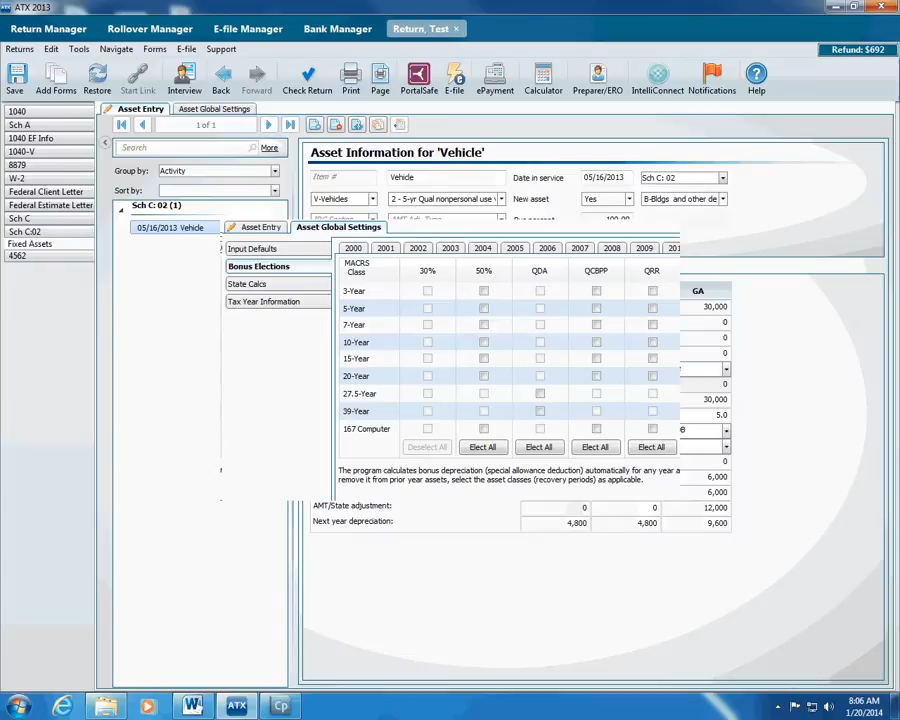 ATX 2013
Return Manager Rollover Manager E-file Manager Bank Manager Return, Test ×
Returns Edit Tools Navigate Forms E-file Support Refund: $692
Save Add Forms Restore Start Link Interview Back Forward Check Return Print Page PortalSafe E-file ePayment Calculator Preparer/ERO IntelliConnect Notifications Help
1040
Sch A
1040 EF Info
1040-V
8879
W-2
Federal Client Letter
Federal Estimate Letter
Sch C
Sch C:02
Fixed Assets
4562
Asset Entry Asset Global Settings
1 of 1
Search More
Group by: Activity
Sort by:
Sch C: 02 (1)
05/16/2013 Vehicle
Asset Information for 'Vehicle'
Item # Vehicle Date in service 05/16/2013 Sch C: 02
V-Vehicles 2 - 5-yr Qual nonpersonal use v New asset Yes B-Bldgs and other de
Asset Entry Asset Global Settings
Input Defaults
Bonus Elections
State Calcs
Tax Year Information
2000 2001 2002 2003 2004 2005 2006 2007 2008 2009 201
MACRS
Class 30% 50% QDA QCBPP QRR
3-Year
5-Year
7-Year
10-Year
15-Year
20-Year
27.5-Year
39-Year
167 Computer
Deselect All Elect All Elect All Elect All Elect All
The program calculates bonus depreciation (special allowance deduction) automatically for any year a
remove it from prior year assets, select the asset classes (recovery periods) as applicable.
GA
30,000
0
0
0
0
30,000
5.0
0
6,000
6,000
AMT/State adjustment: 0 0 12,000
Next year depreciation: 4,800 4,800 9,600
ATX Cp
8:06 AM
1/20/2014